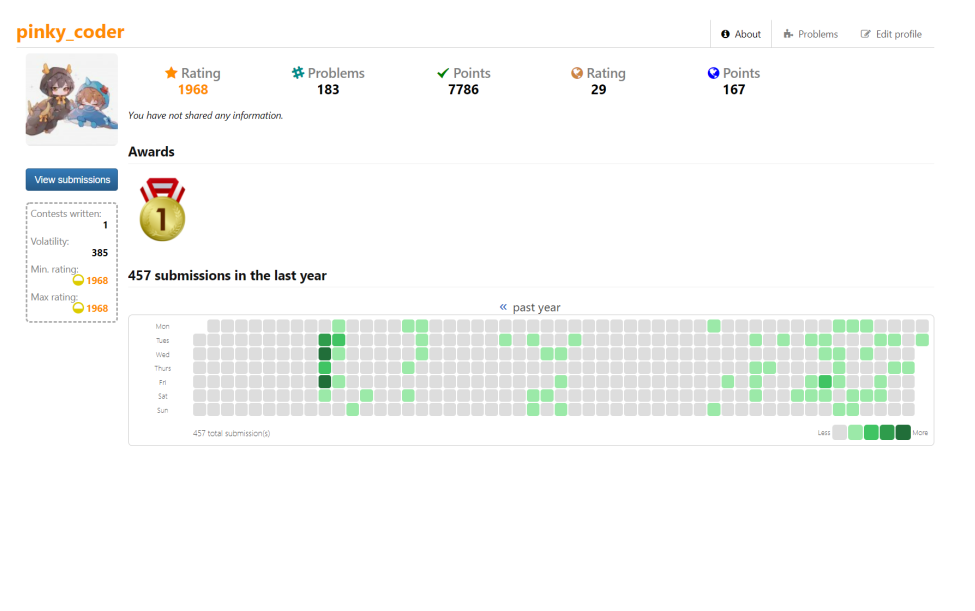 pinky_coder
About Problems Edit profile
Rating Problems Points Rating Points
1968 183 7786 29 167
You have not shared any information.
Awards
1
View submissions
Contests written:
1
Volatility:
385
Min. rating:
1968
Max rating:
1968
457 submissions in the last year
« past year
Mon
Tues
Wed
Thurs
Fri
Sat
Sun
457 total submission(s)
Less More